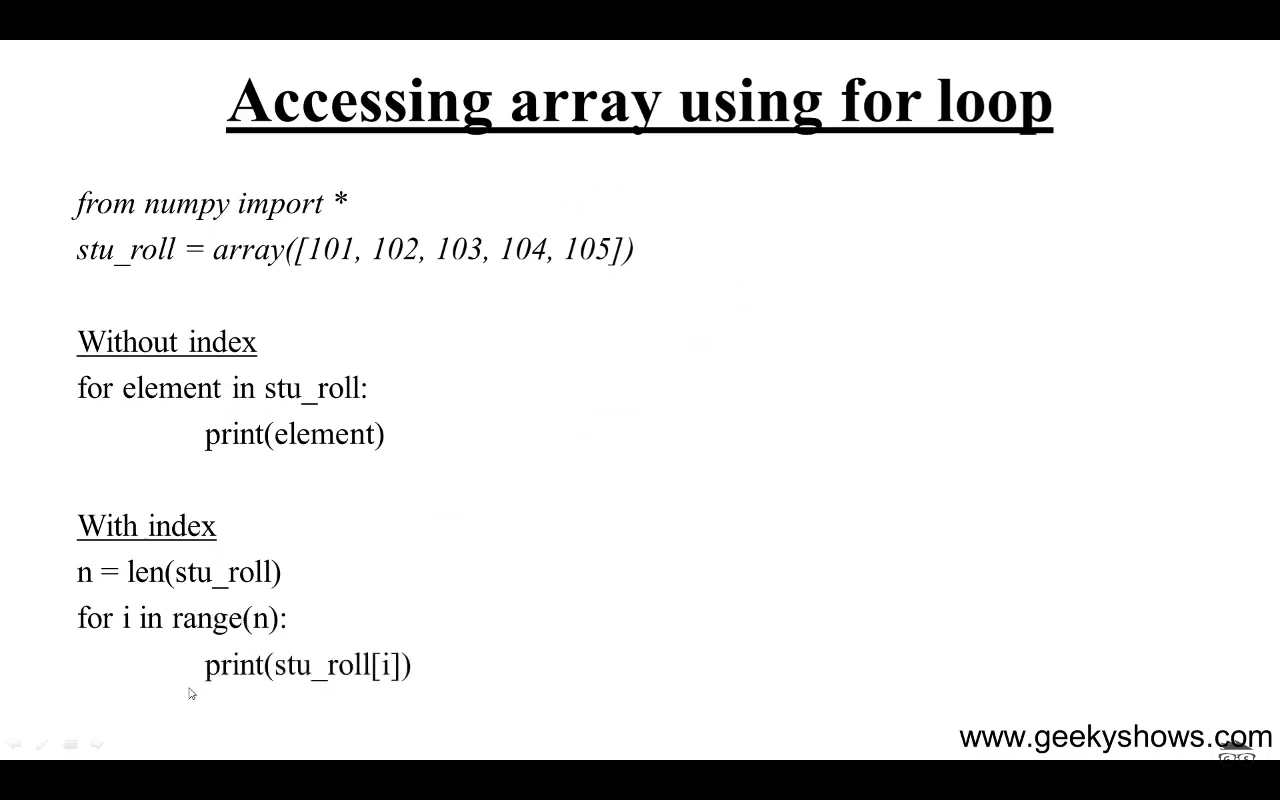 Accessing array using for loop
from numpy import *
stu_roll = array([101, 102, 103, 104, 105])
Without index
for element in stu_roll:
print(element)
With index
n = len(stu_roll)
for i in range(n):
print(stu_roll[i])
www.geekyshows.com